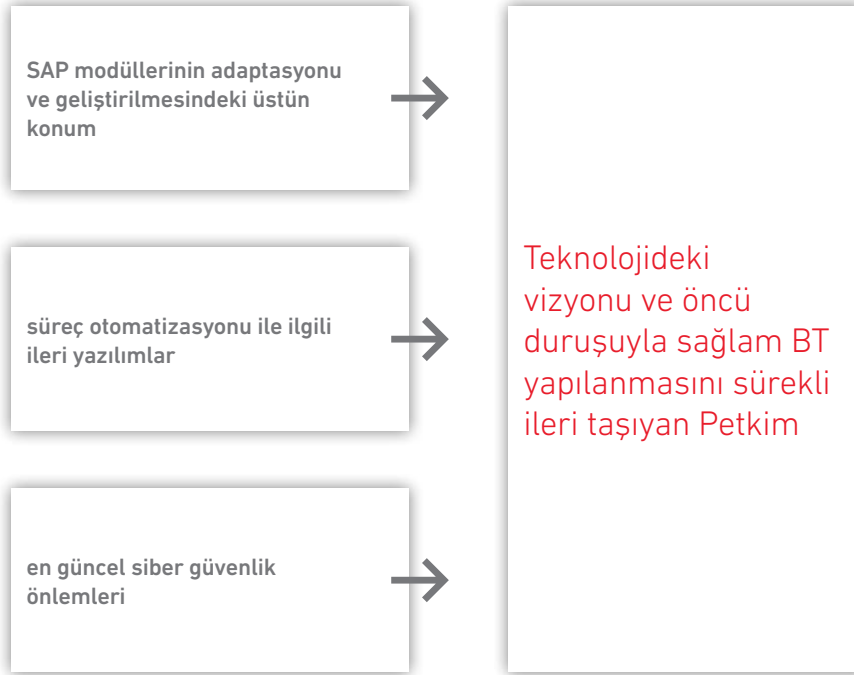 SAP modüllerinin adaptasyonu
ve geliştirilmesindeki üstün
konum
süreç otomatizasyonu ile ilgili
ileri yazılımlar
en güncel siber güvenlik
önlemleri
Teknolojideki
vizyonu ve öncü
duruşuyla sağlam BT
yapılanmasını sürekli
ileri taşıyan Petkim